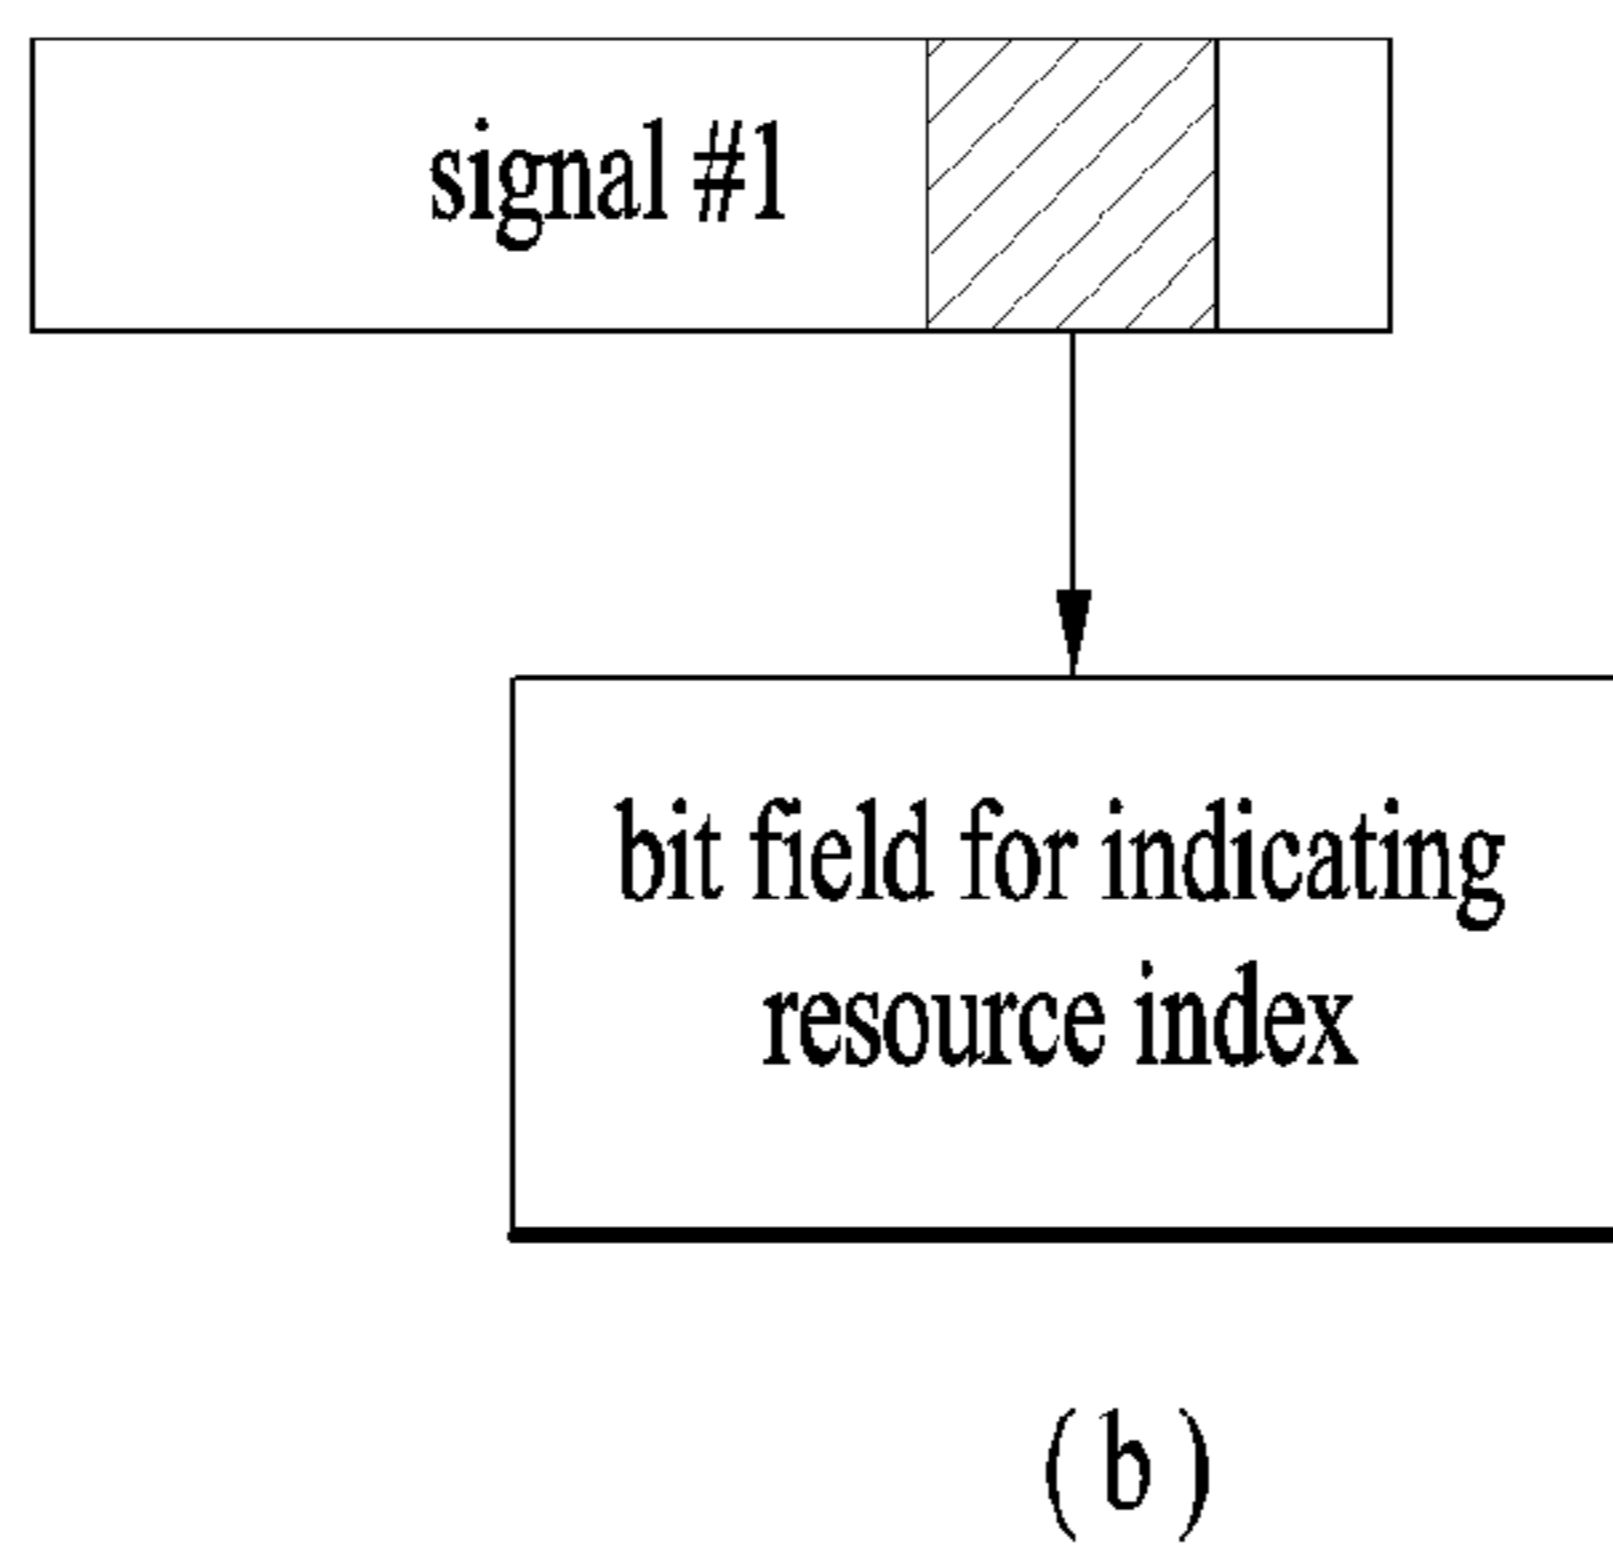 signal #1
bit field for indicating
resource index
( b )